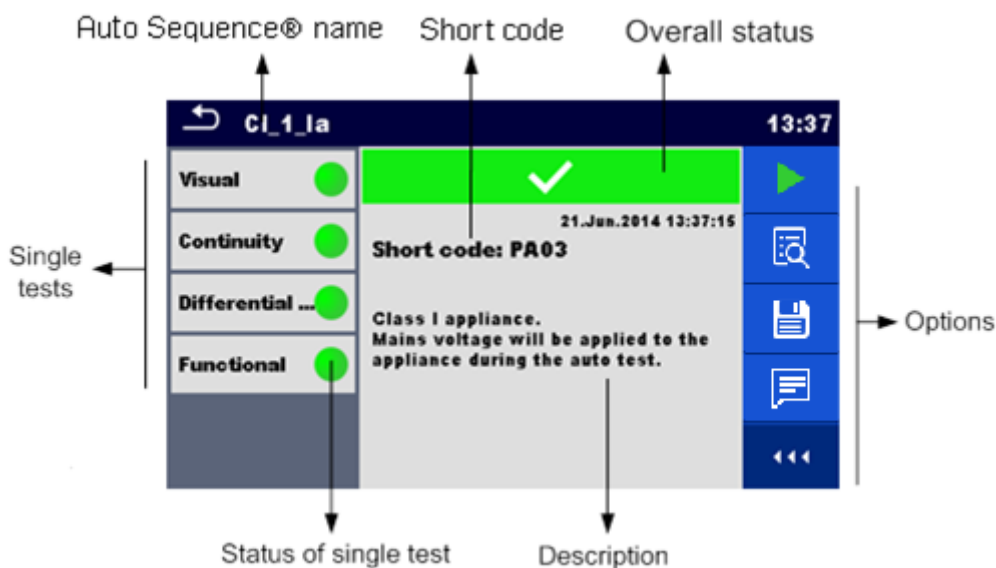 Auto Sequence® name
Short code
Overall status
Cl_1_Ia
13:37
Visual
Continuity
Differential ...
Functional
21.Jun.2014 13:37:15
Short code: PA03
Class I appliance.
Mains voltage will be applied to the
appliance during the auto test.
Single
tests
Options
Status of single test
Description